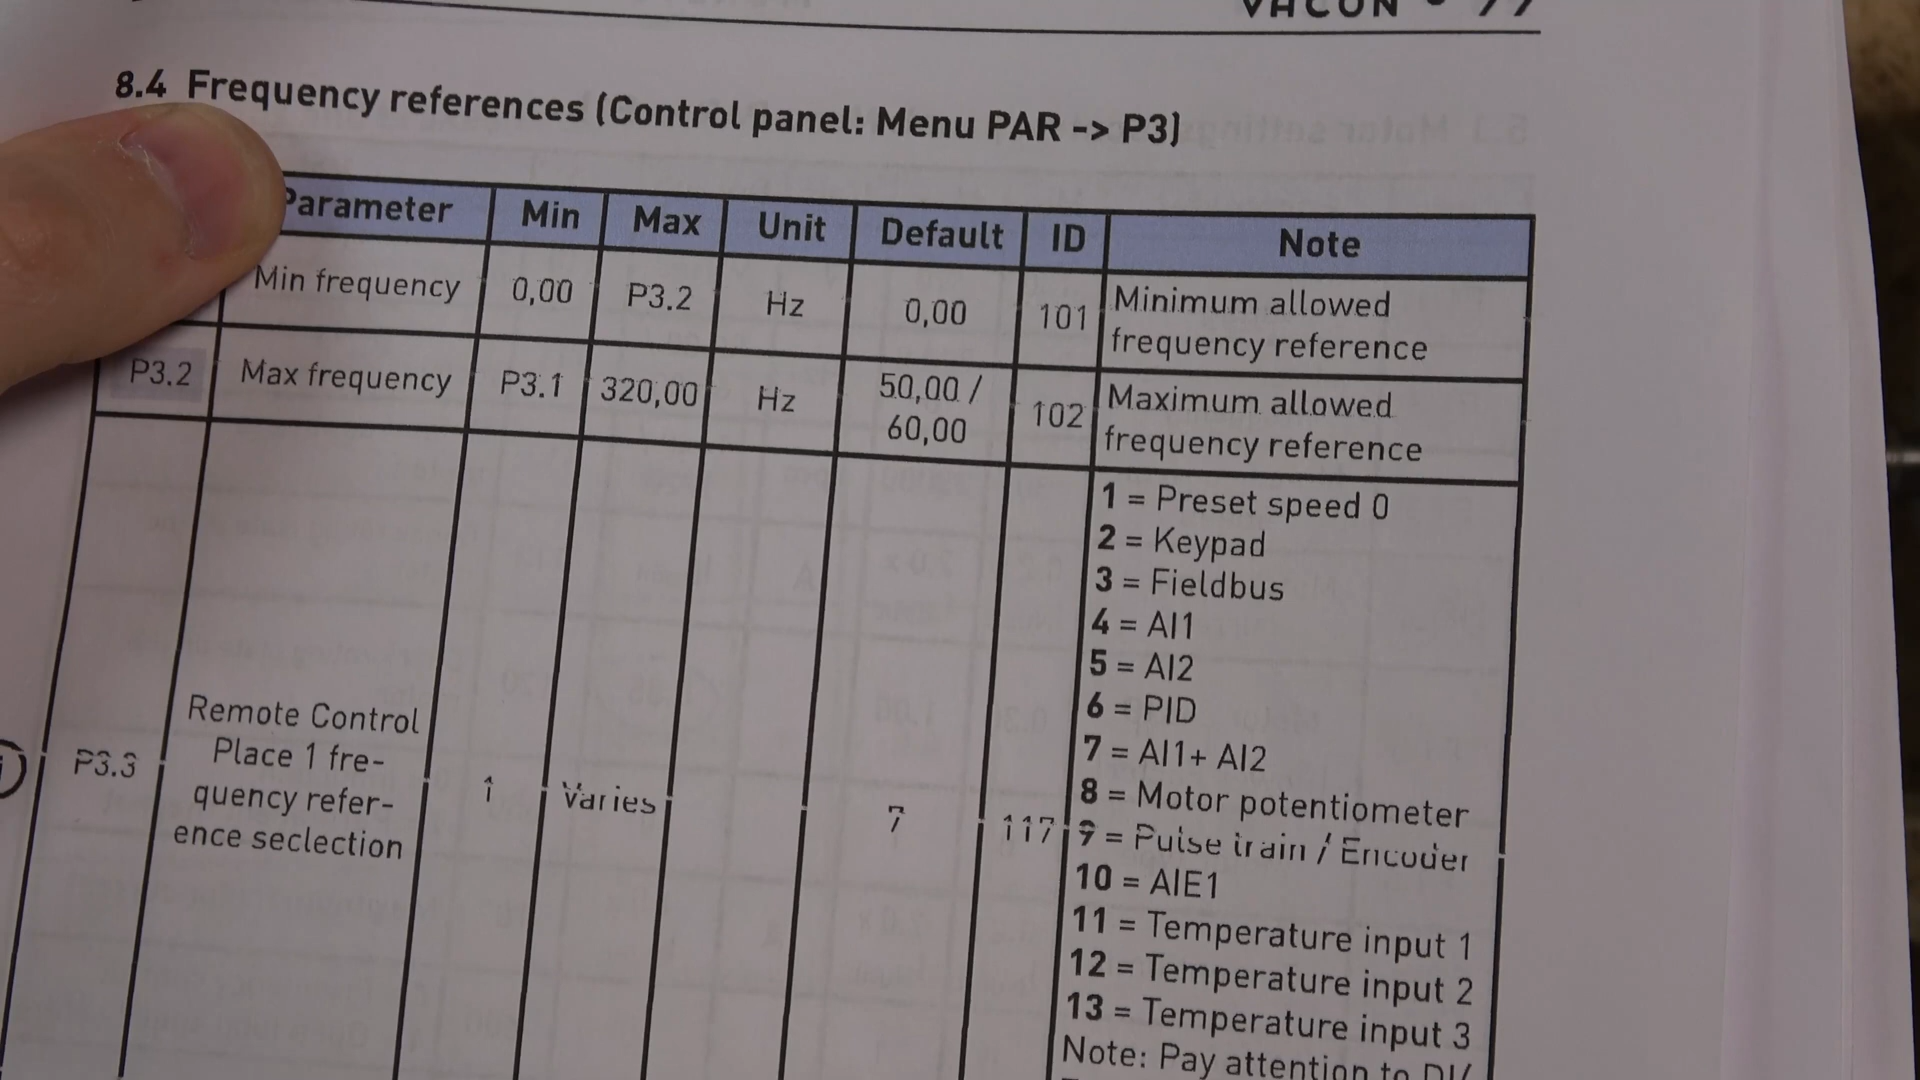 VACON • 77
8.4 Frequency references (Control panel: Menu PAR -> P3)
Parameter Min Max Unit Default ID Note
Min frequency 0,00 P3.2 Hz 0,00 101 Minimum allowed
frequency reference
P3.2 Max frequency P3.1 320,00 Hz 50,00 /
60,00 102 Maximum allowed
frequency reference
P3.3 Remote Control
Place 1 fre-
quency refer-
ence seclection
1 Varies 7 117
1 = Preset speed 0
2 = Keypad
3 = Fieldbus
4 = AI1
5 = AI2
6 = PID
7 = AI1+ AI2
8 = Motor potentiometer
9 = Pulse train / Encoder
10 = AIE1
11 = Temperature input 1
12 = Temperature input 2
13 = Temperature input 3
Note: Pay attention to DI/